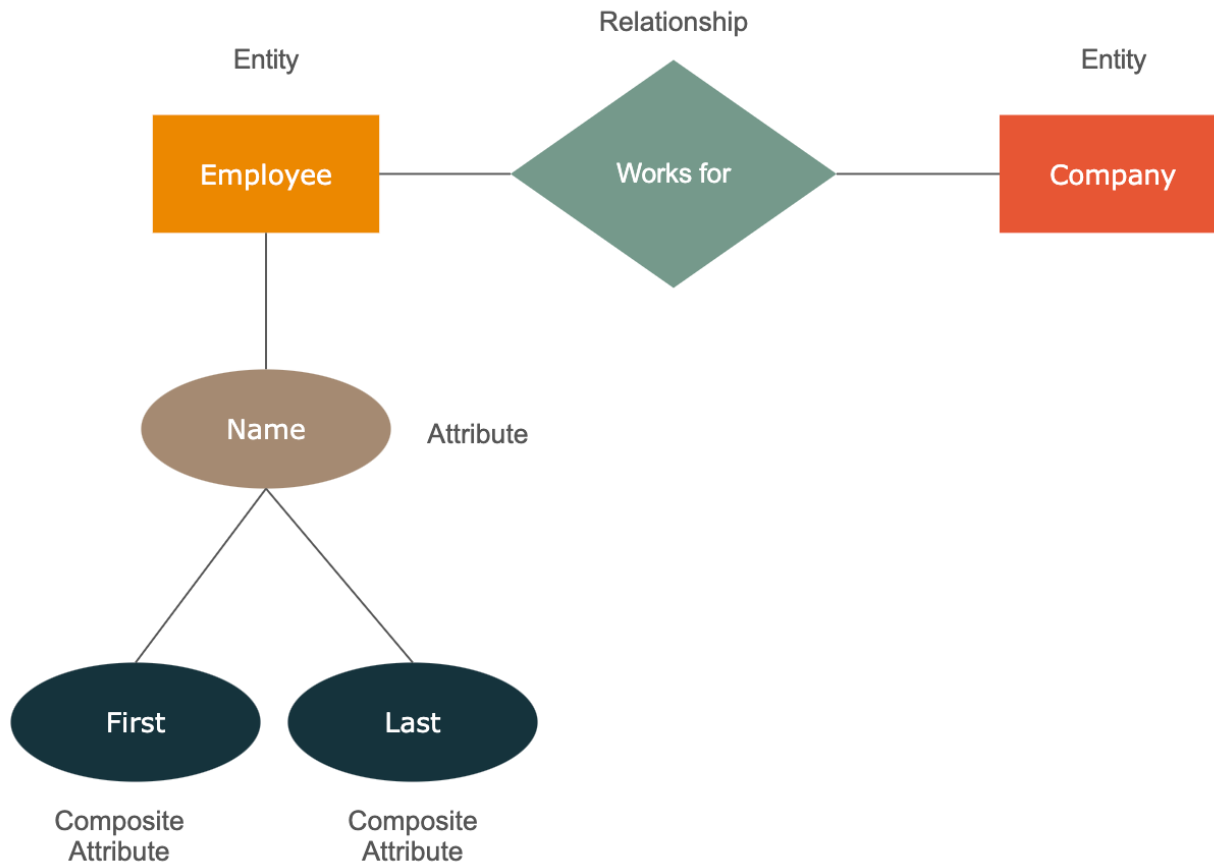 Relationship
Entity
Entity
Employee
Works for
Company
Name
Attribute
First
Last
Composite
Attribute
Composite
Attribute